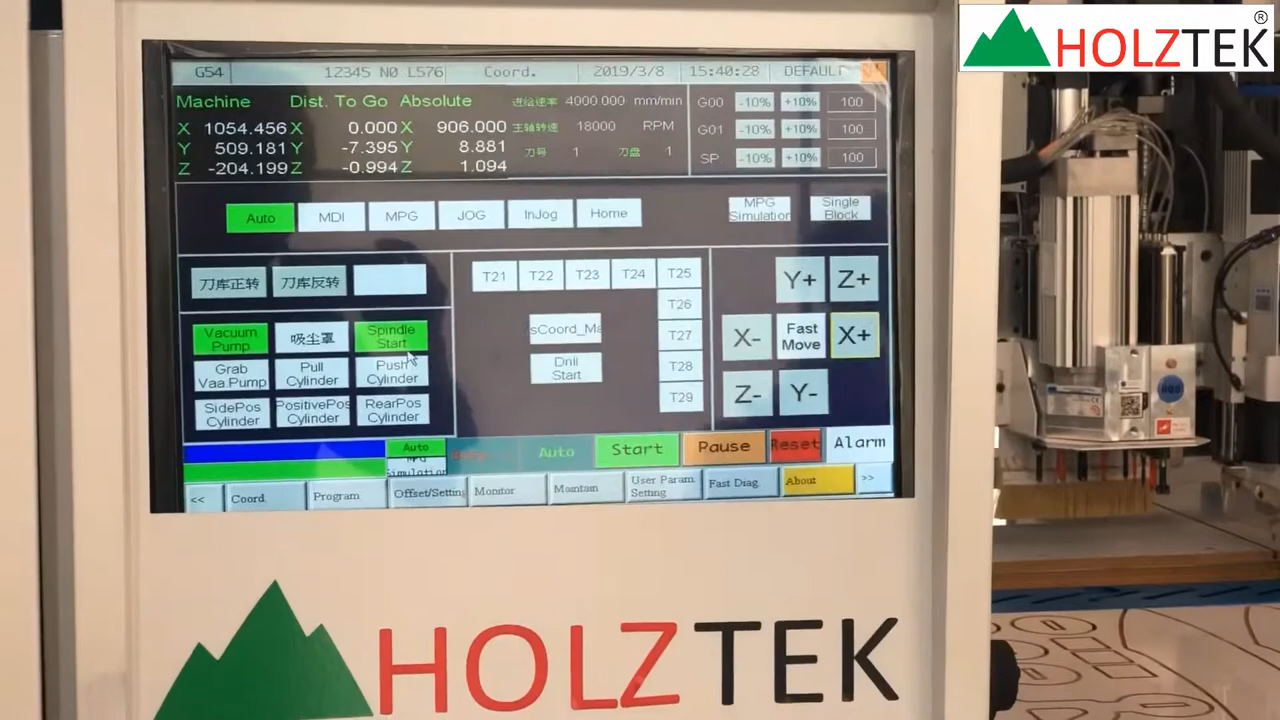 HOLZTEK®
G54 12345 N0 L576 Coord. 2019/3/8 15:40:28 DEFAULT
Machine Dist. To Go Absolute 进给速率 4000.000 mm/min G00 -10% +10% 100
X 1054.456 X 0.000 X 906.000 主轴转速 18000 RPM G01 -10% +10% 100
Y 509.181 Y -7.395 Y 8.881 刀号 1 刀盘 1 SP -10% +10% 100
Z -204.199 Z -0.994 Z 1.094
Auto MDI MPG JOG InJog Home MPG Simulation Single Block
刀库正转 刀库反转 T21 T22 T23 T24 T25 Y+ Z+
T26
Vacuum Pump 吸尘罩 Spindle Start sCoord_Ma T27 X- Fast Move X+
Grab Vaa Pump Pull Cylinder Push Cylinder Drill Start T28
SidePos Cylinder PositivePos Cylinder RearPos Cylinder T29 Z- Y-
Auto Auto Start Pause Reset Alarm
Simulation
<< Coord. Program Offset/Setting Monitor Maintain User Param. Setting Fast Diag. About >>
HOLZTEK